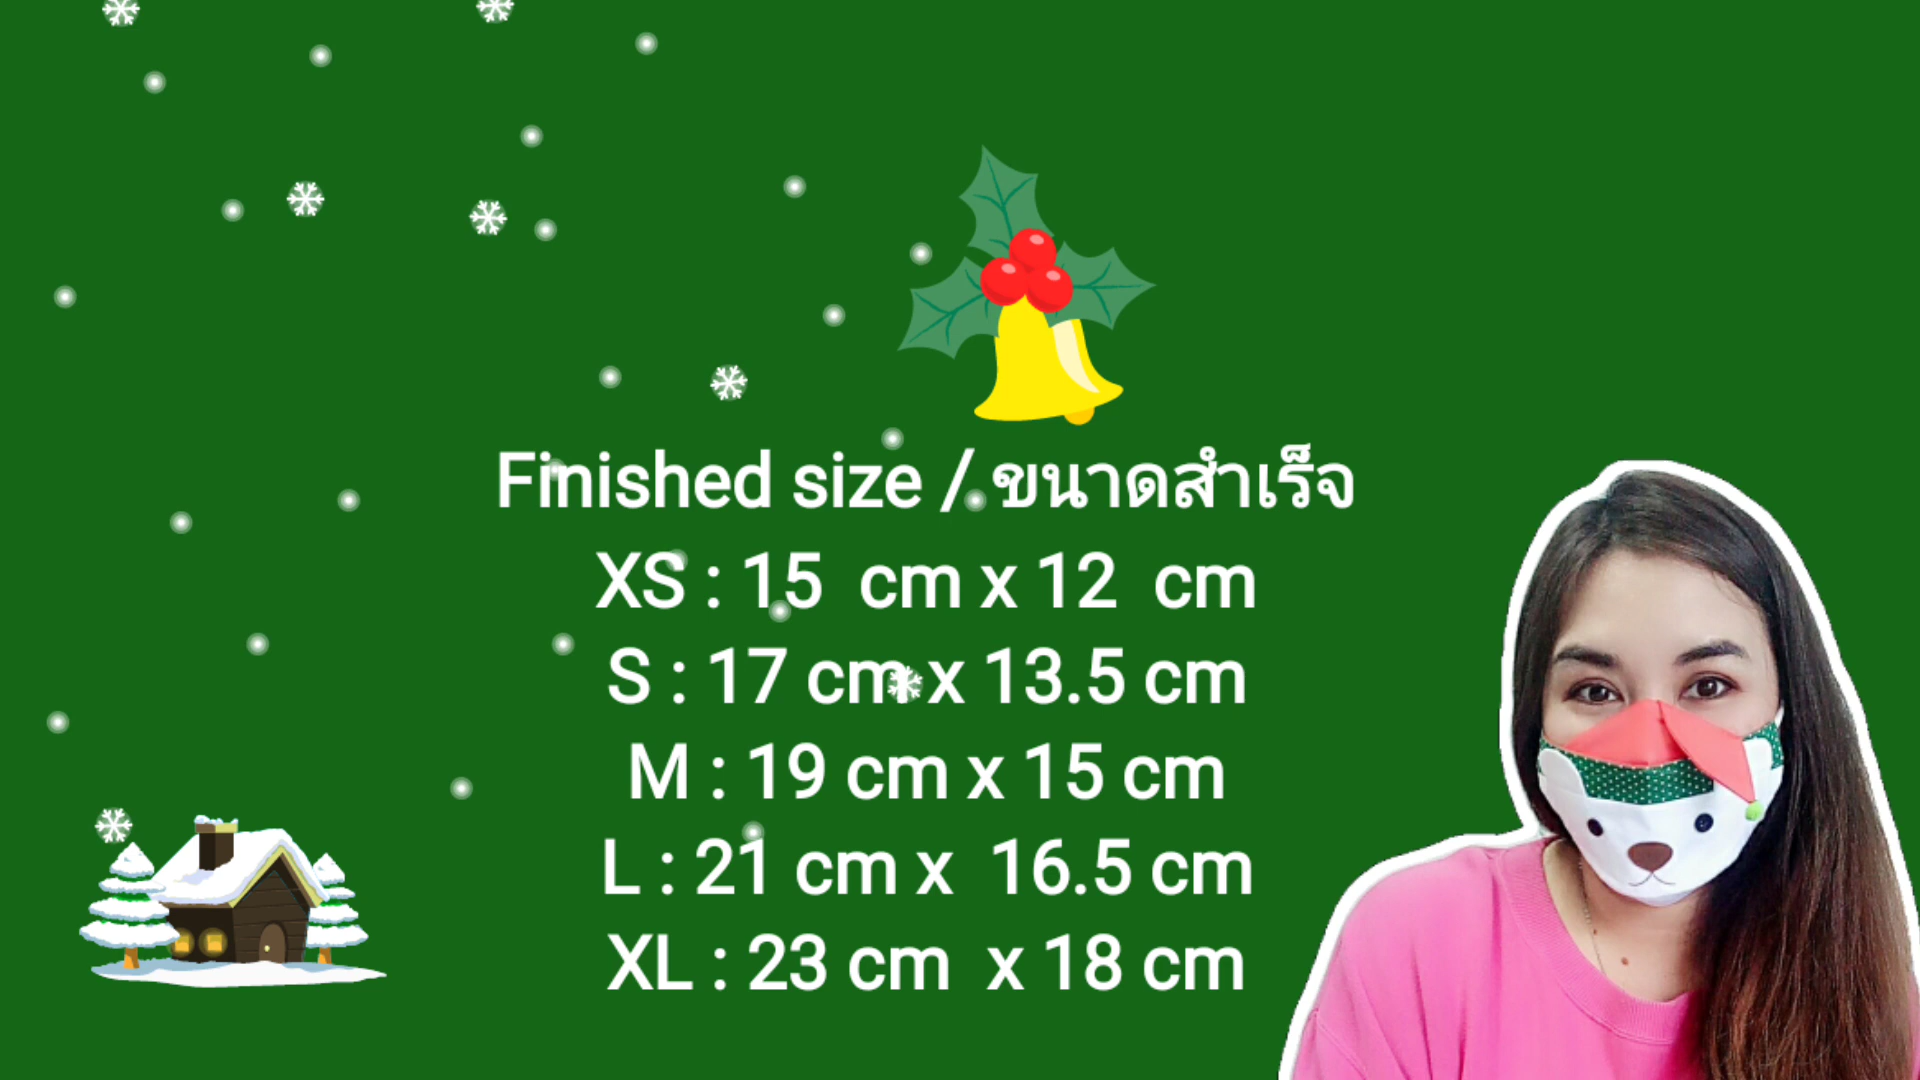 Finished size / ขนาดสำเร็จ
XS : 15 cm x 12 cm
S : 17 cm x 13.5 cm
M : 19 cm x 15 cm
L : 21 cm x 16.5 cm
XL : 23 cm x 18 cm